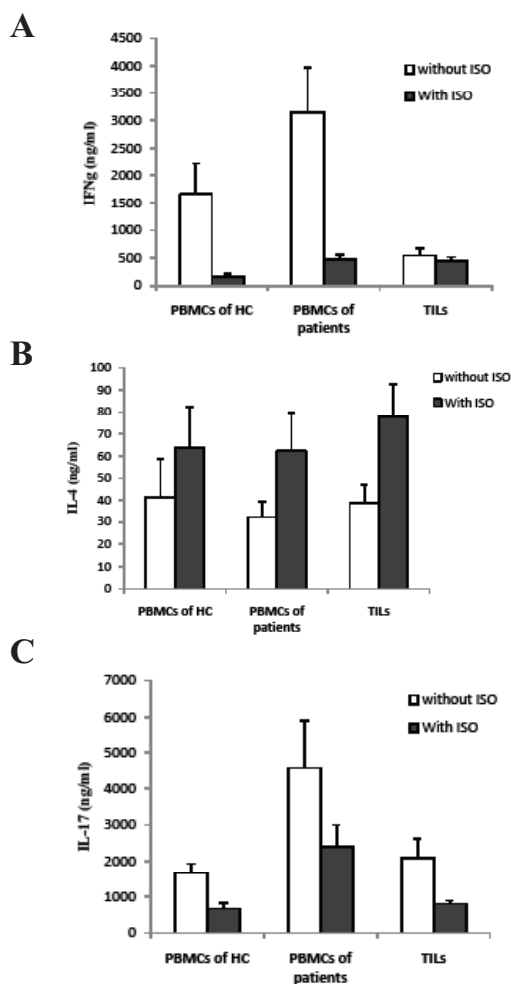 A
IFNg (ng/ml)
4500
4000
3500
3000
2500
2000
1500
1000
500
0
without ISO
With ISO
PBMCs of HC
PBMCs of
patients
TILs
B
IL-4 (ng/ml)
100
90
80
70
60
50
40
30
20
10
0
without ISO
With ISO
PBMCs of HC
PBMCs of
patients
TILs
C
IL-17 (ng/ml)
7000
6000
5000
4000
3000
2000
1000
0
without ISO
With ISO
PBMCs of HC
PBMCs of
patients
TILs